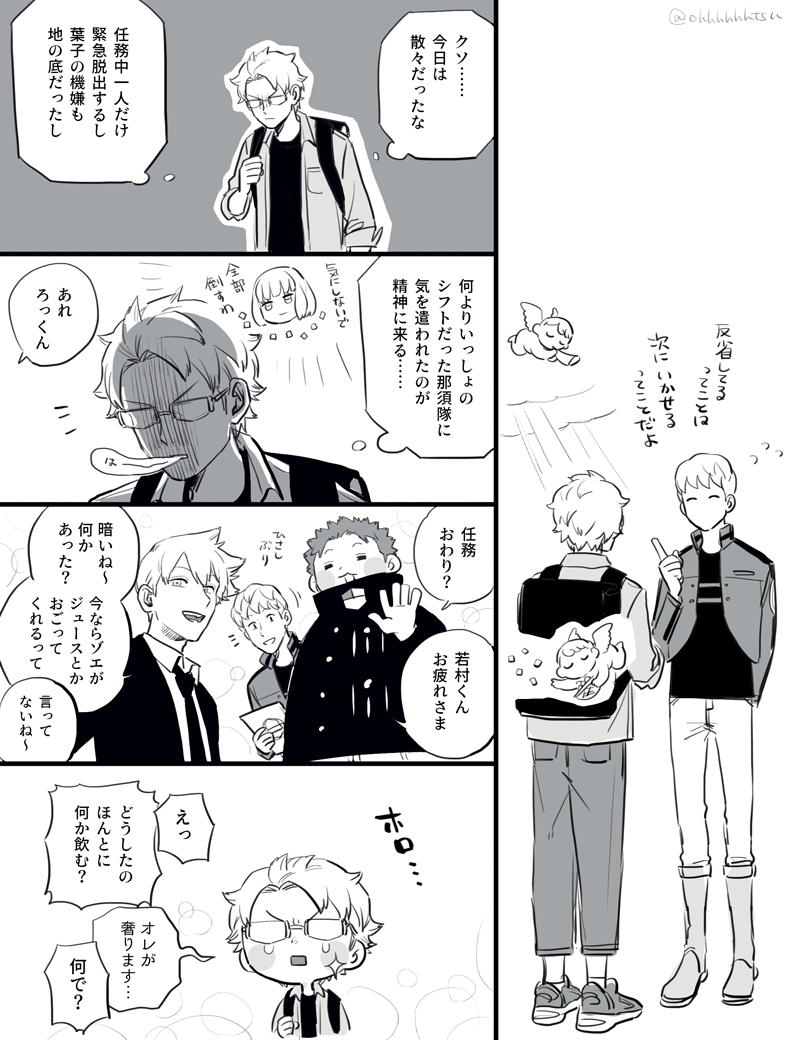 @ohhhhhhtsu
反省してる
ってことは
次にいかせる
ってことだよ
クソ……
今日は
散々だったな
任務中一人だけ
緊急脱出するし
葉子の機嫌も
地の底だったし
何よりいっしょの
シフトだった那須隊に
気を遣われたのが
精神に来る……
気にしないで
全部
倒すわ
あれ
ろっくん
は
任務
おわり?
若村くん
お疲れさま
ひさし
ぶり
暗いね〜
何か
あった?
今ならゾエが
ジュースとか
おごって
くれるって
言って
ないね〜
ホロ…
えっ
どうしたの
ほんとに
何か飲む?
オレが
奢ります…
何で?